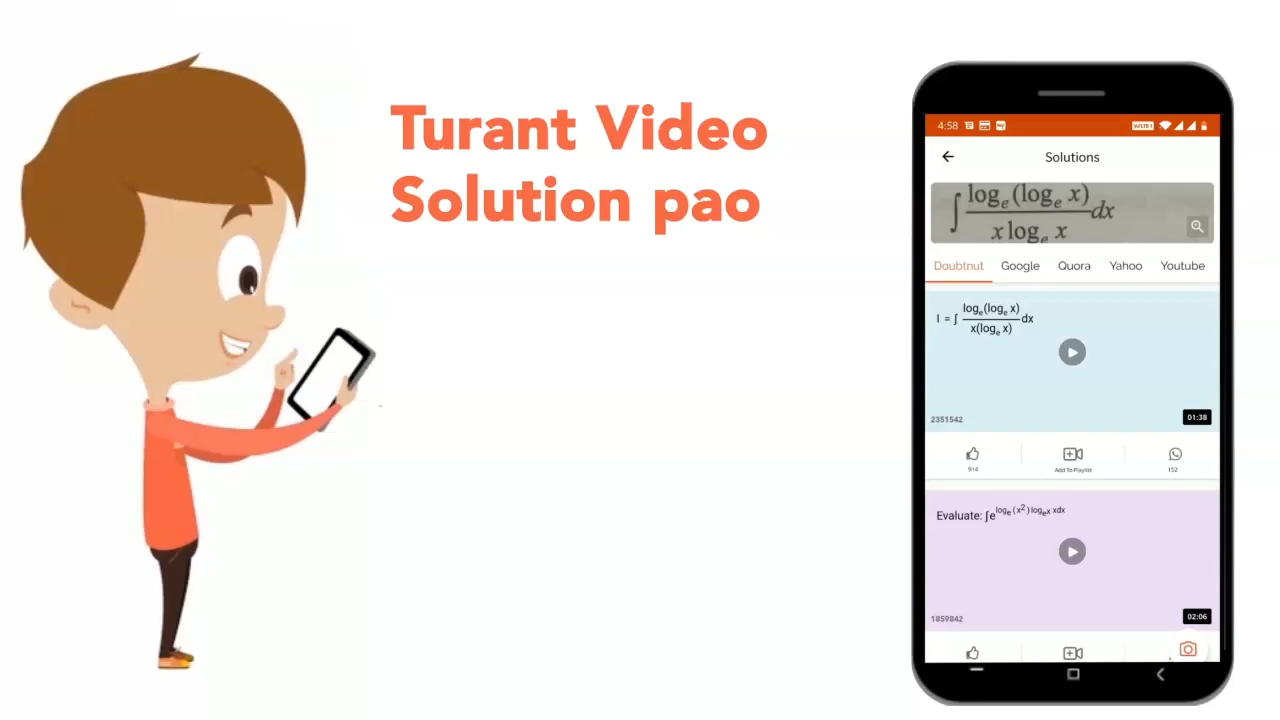 Turant Video
Solution pao
4:58
Solutions
∫ logₑ(logₑ x) / x logₑ x dx
Doubtnut Google Quora Yahoo Youtube
I = ∫ logₑ(logₑ x) / x(logₑ x) dx
2351542 01:38
914 Add To Playlist 152
Evaluate: ∫e^logₑ(x²)logₑx xdx
1859842 02:06